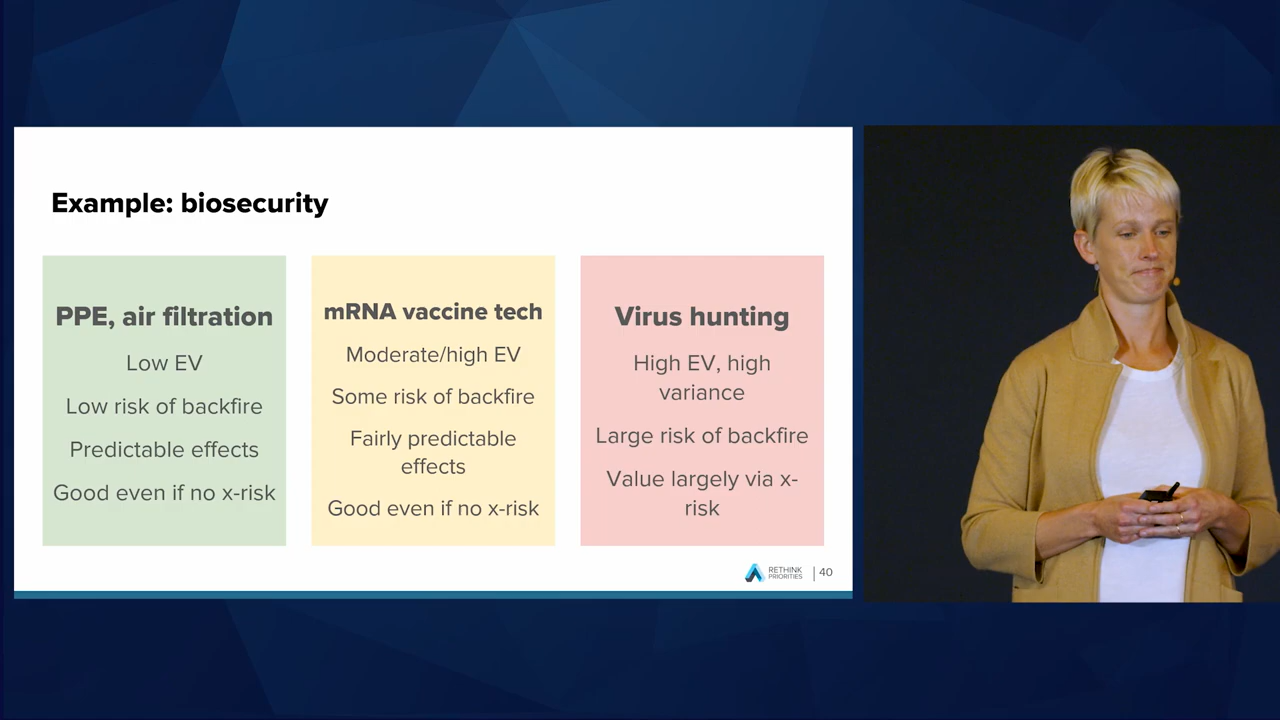 Example: biosecurity
PPE, air filtration
Low EV
Low risk of backfire
Predictable effects
Good even if no x-risk
mRNA vaccine tech
Moderate/high EV
Some risk of backfire
Fairly predictable
effects
Good even if no x-risk
Virus hunting
High EV, high
variance
Large risk of backfire
Value largely via x-
risk
RETHINK
PRIORITIES
40